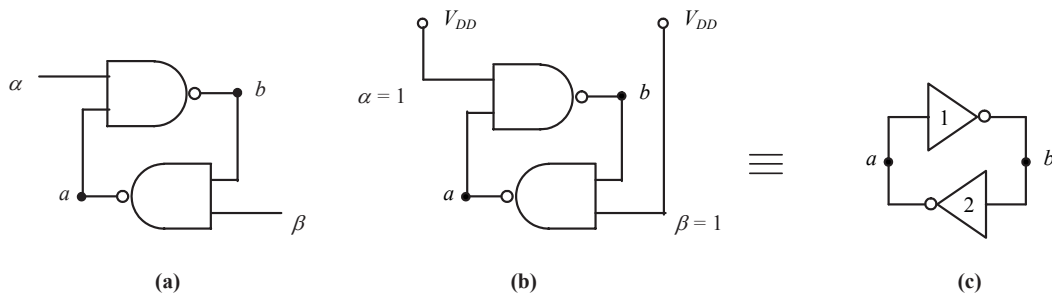 V_DD V_DD
α b α = 1 b 1
a β a β = 1 a b 2
(a) (b) (c)